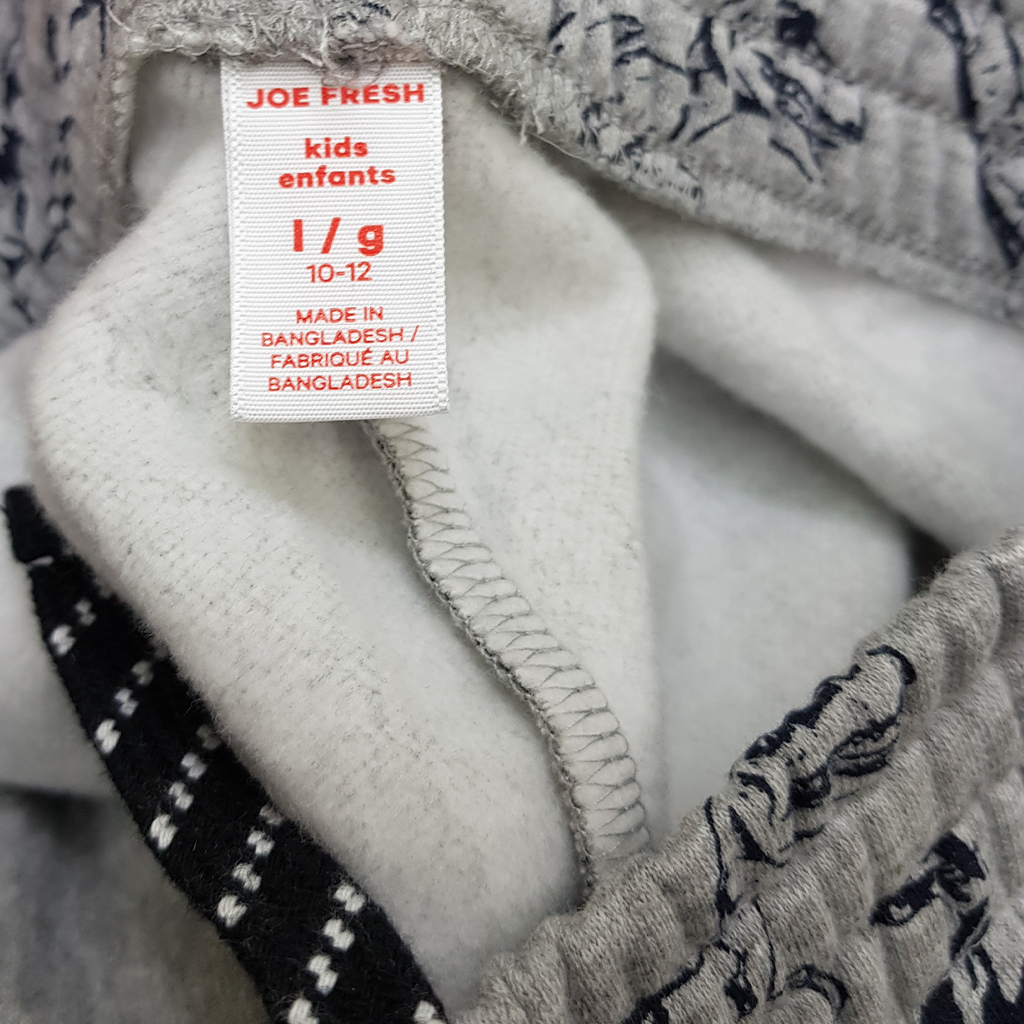 JOE FRESH
kids
enfants
l / g
10-12
MADE IN
BANGLADESH /
FABRIQUÉ AU
BANGLADESH